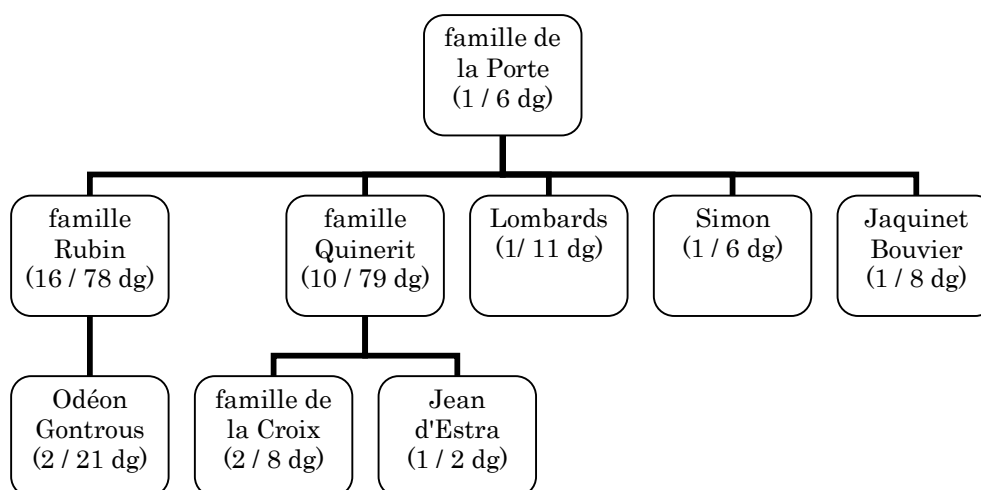 famille de
la Porte
(1 / 6 dg)
famille
Rubin
(16 / 78 dg)
famille
Quinerit
(10 / 79 dg)
Lombards
(1/ 11 dg)
Simon
(1 / 6 dg)
Jaquinet
Bouvier
(1 / 8 dg)
Odéon
Gontrous
(2 / 21 dg)
famille de
la Croix
(2 / 8 dg)
Jean
d'Estra
(1 / 2 dg)